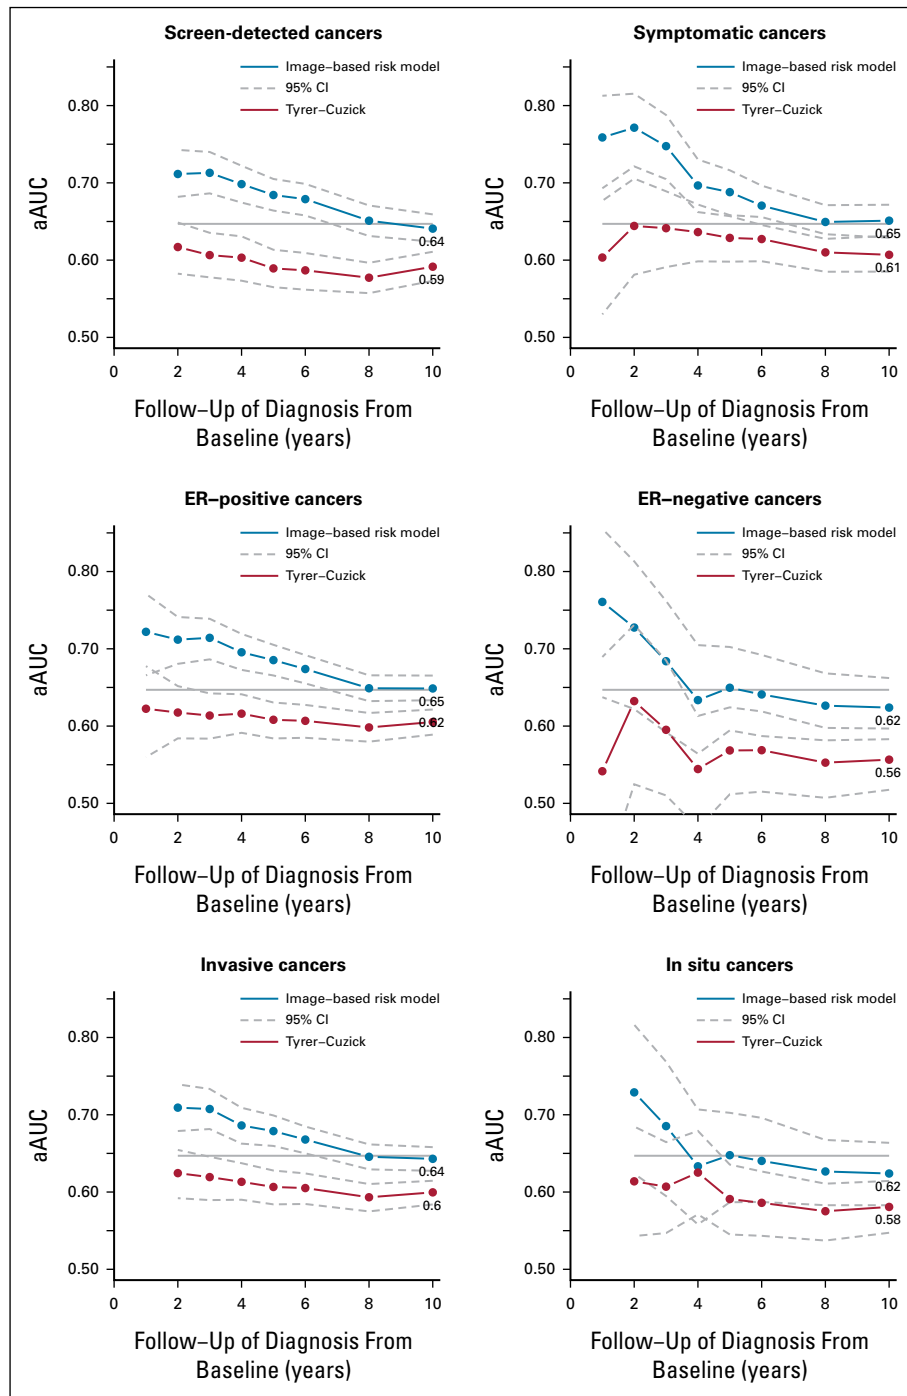 Screen-detected cancers
Image–based risk model
95% CI
Tyrer–Cuzick
0.80
0.70
0.60
0.50
aAUC
0.64
0.59
0
2
4
6
8
10
Follow–Up of Diagnosis From
Baseline (years)
Symptomatic cancers
Image–based risk model
95% CI
Tyrer–Cuzick
0.80
0.70
0.60
0.50
aAUC
0.65
0.61
0
2
4
6
8
10
Follow–Up of Diagnosis From
Baseline (years)
ER–positive cancers
Image–based risk model
95% CI
Tyrer–Cuzick
0.80
0.70
0.60
0.50
aAUC
0.65
0.62
0
2
4
6
8
10
Follow–Up of Diagnosis From
Baseline (years)
ER–negative cancers
Image–based risk model
95% CI
Tyrer–Cuzick
0.80
0.70
0.60
0.50
aAUC
0.62
0.56
0
2
4
6
8
10
Follow–Up of Diagnosis From
Baseline (years)
Invasive cancers
Image–based risk model
95% CI
Tyrer–Cuzick
0.80
0.70
0.60
0.50
aAUC
0.64
0.6
0
2
4
6
8
10
Follow–Up of Diagnosis From
Baseline (years)
In situ cancers
Image–based risk model
95% CI
Tyrer–Cuzick
0.80
0.70
0.60
0.50
aAUC
0.62
0.58
0
2
4
6
8
10
Follow–Up of Diagnosis From
Baseline (years)